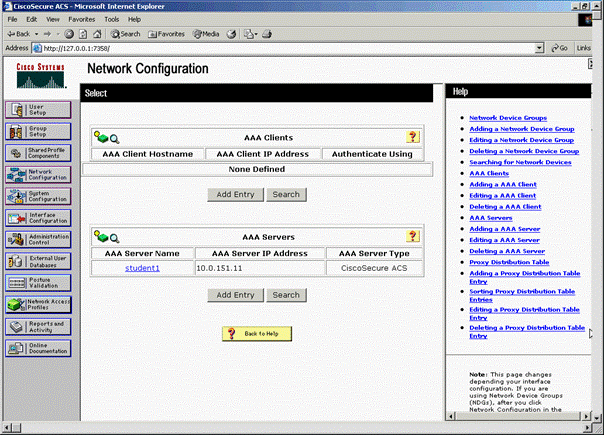 CiscoSecure ACS - Microsoft Internet Explorer
File Edit View Favorites Tools Help
Back Search Favorites Media
Address http://127.0.0.1:7358/ Go Links
CISCO SYSTEMS
Network Configuration
User Setup
Group Setup
Shared Profile Components
Network Configuration
System Configuration
Interface Configuration
Administration Control
External User Databases
Posture Validation
Network Access Profiles
Reports and Activity
Online Documentation
Select
AAA Clients
AAA Client Hostname AAA Client IP Address Authenticate Using
None Defined
Add Entry Search
AAA Servers
AAA Server Name AAA Server IP Address AAA Server Type
student1 10.0.151.11 CiscoSecure ACS
Add Entry Search
Back to Help
Help
Network Device Groups
Adding a Network Device Group
Editing a Network Device Group
Deleting a Network Device Group
Searching for Network Devices
AAA Clients
Adding a AAA Client
Editing a AAA Client
Deleting a AAA Client
AAA Servers
Adding a AAA Server
Editing a AAA Server
Deleting a AAA Server
Proxy Distribution Table
Adding a Proxy Distribution Table
Entry
Sorting Proxy Distribution Table
Entries
Editing a Proxy Distribution Table
Entry
Deleting a Proxy Distribution Table
Entry
Note: This page changes
depending your interface
configuration. If you are
using Network Device Groups
(NDGs), after you click
Network Configuration in the